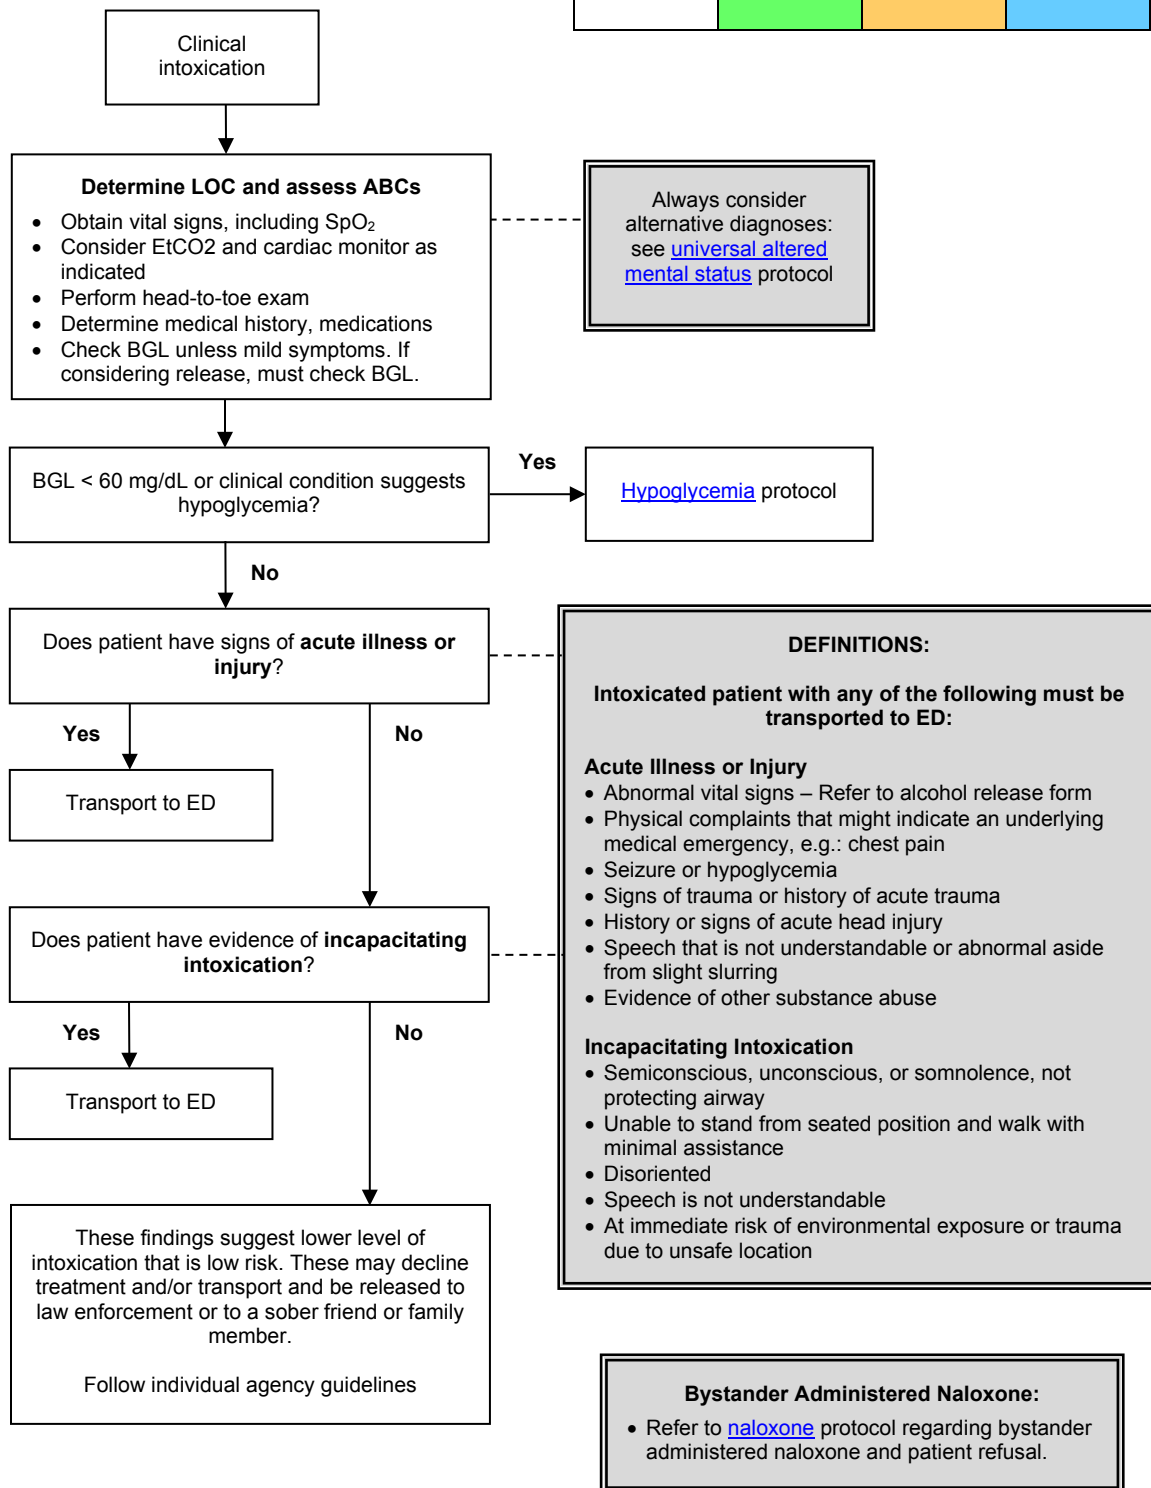 Clinical
intoxication
Determine LOC and assess ABCs
• Obtain vital signs, including SpO₂
• Consider EtCO2 and cardiac monitor as
indicated
• Perform head-to-toe exam
• Determine medical history, medications
• Check BGL unless mild symptoms. If
considering release, must check BGL.
Always consider
alternative diagnoses:
see universal altered
mental status protocol
BGL < 60 mg/dL or clinical condition suggests
hypoglycemia?
Yes
Hypoglycemia protocol
No
Does patient have signs of acute illness or
injury?
Yes
No
Transport to ED
Does patient have evidence of incapacitating
intoxication?
Yes
No
Transport to ED
These findings suggest lower level of
intoxication that is low risk. These may decline
treatment and/or transport and be released to
law enforcement or to a sober friend or family
member.
Follow individual agency guidelines
DEFINITIONS:
Intoxicated patient with any of the following must be
transported to ED:
Acute Illness or Injury
• Abnormal vital signs – Refer to alcohol release form
• Physical complaints that might indicate an underlying
medical emergency, e.g.: chest pain
• Seizure or hypoglycemia
• Signs of trauma or history of acute trauma
• History or signs of acute head injury
• Speech that is not understandable or abnormal aside
from slight slurring
• Evidence of other substance abuse
Incapacitating Intoxication
• Semiconscious, unconscious, or somnolence, not
protecting airway
• Unable to stand from seated position and walk with
minimal assistance
• Disoriented
• Speech is not understandable
• At immediate risk of environmental exposure or trauma
due to unsafe location
Bystander Administered Naloxone:
• Refer to naloxone protocol regarding bystander
administered naloxone and patient refusal.